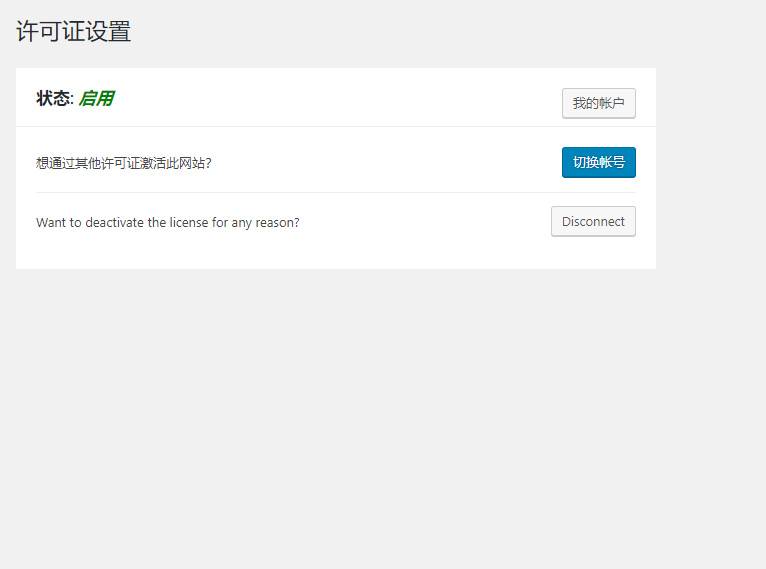 许可证设置
状态: 启用
我的帐户
想通过其他许可证激活此网站?
切换帐号
Want to deactivate the license for any reason?
Disconnect